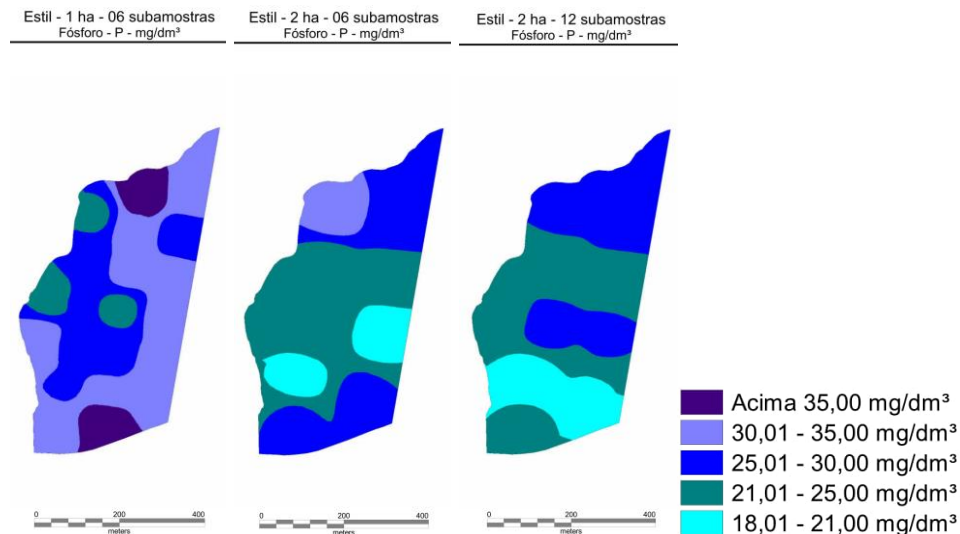 Estil - 1 ha - 06 subamostras
Fósforo - P - mg/dm³
Estil - 2 ha - 06 subamostras
Fósforo - P - mg/dm³
Estil - 2 ha - 12 subamostras
Fósforo - P - mg/dm³
0 200 400
meters
0 200 400
meters
0 200 400
meters
Acima 35,00 mg/dm³
30,01 - 35,00 mg/dm³
25,01 - 30,00 mg/dm³
21,01 - 25,00 mg/dm³
18,01 - 21,00 mg/dm³